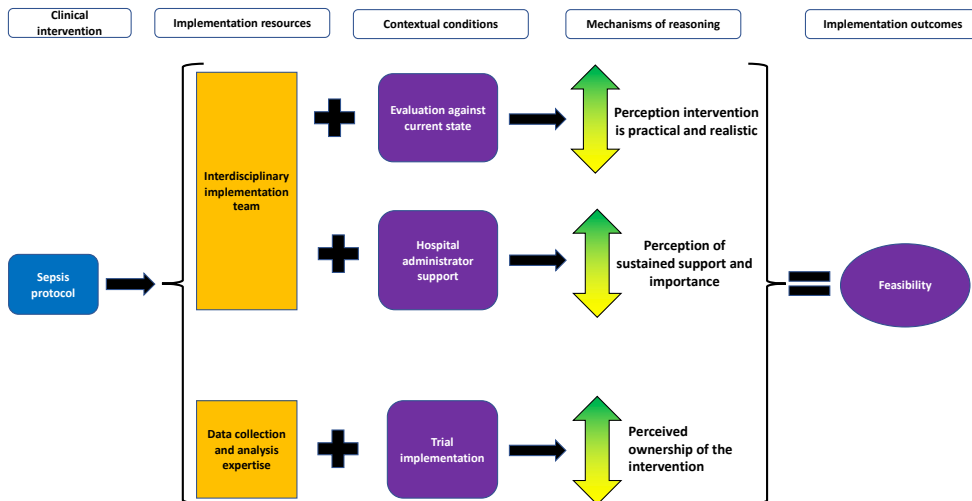 Clinical
intervention
Implementation resources
Contextual conditions
Mechanisms of reasoning
Implementation outcomes
Sepsis
protocol
Interdisciplinary
implementation
team
Evaluation against
current state
Perception intervention
is practical and realistic
Hospital
administrator
support
Perception of
sustained support and
importance
Data collection
and analysis
expertise
Trial
implementation
Perceived
ownership of the
intervention
Feasibility